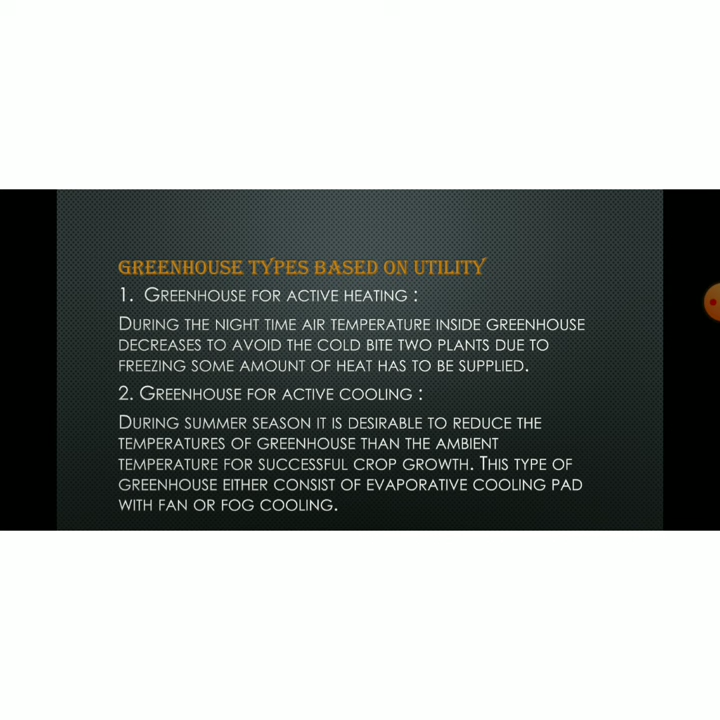 GREENHOUSE TYPES BASED ON UTILITY
1. GREENHOUSE FOR ACTIVE HEATING :
DURING THE NIGHT TIME AIR TEMPERATURE INSIDE GREENHOUSE
DECREASES TO AVOID THE COLD BITE TWO PLANTS DUE TO
FREEZING SOME AMOUNT OF HEAT HAS TO BE SUPPLIED.
2. GREENHOUSE FOR ACTIVE COOLING :
DURING SUMMER SEASON IT IS DESIRABLE TO REDUCE THE
TEMPERATURES OF GREENHOUSE THAN THE AMBIENT
TEMPERATURE FOR SUCCESSFUL CROP GROWTH. THIS TYPE OF
GREENHOUSE EITHER CONSIST OF EVAPORATIVE COOLING PAD
WITH FAN OR FOG COOLING.